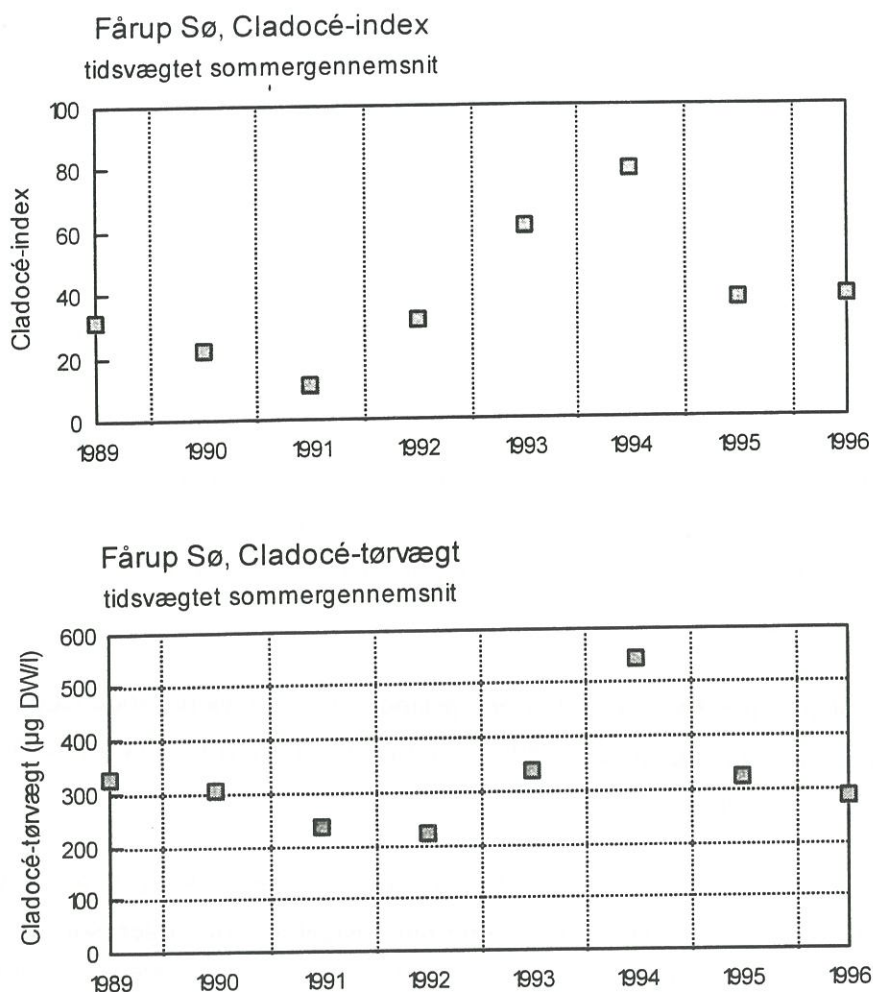 Fårup Sø, Cladocé-index
tidsvægtet sommergennemsnit
Cladocé-index
100
80
60
40
20
0
1989 1990 1991 1992 1993 1994 1995 1996
Fårup Sø, Cladocé-tørvægt
tidsvægtet sommergennemsnit
Cladocé-tørvægt (µg DW/l)
600
500
400
300
200
100
0
1989 1990 1991 1992 1993 1994 1995 1996